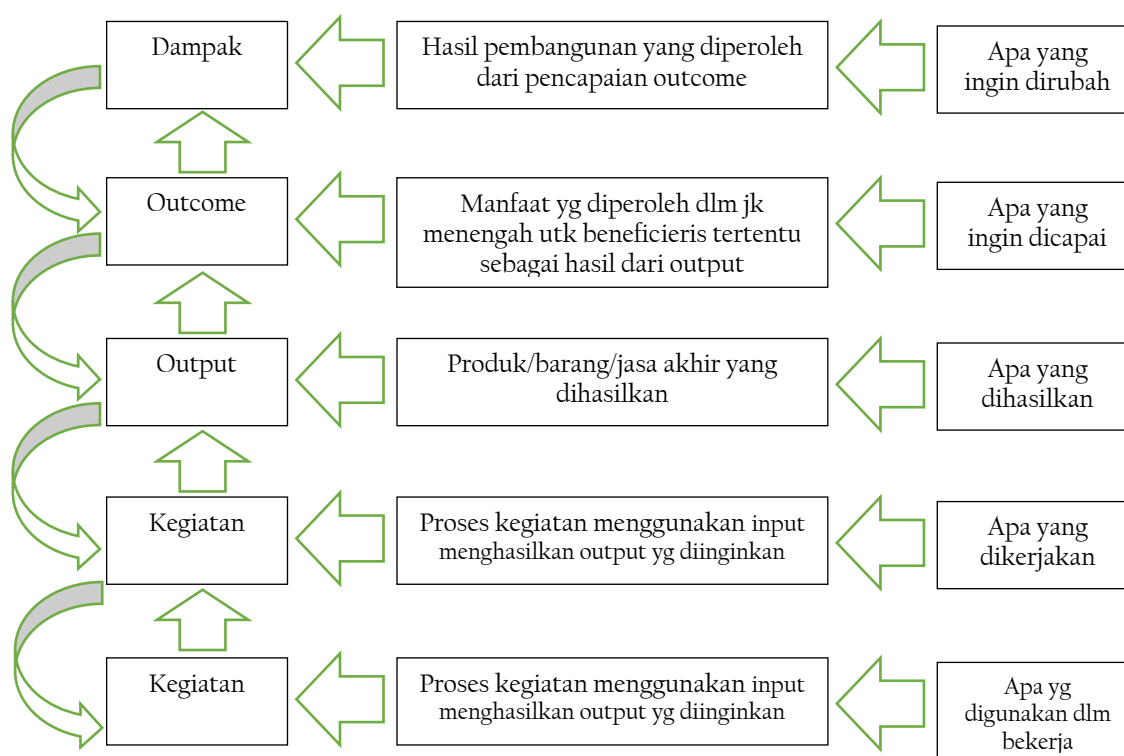 Dampak
Hasil pembangunan yang diperoleh
dari pencapaian outcome
Apa yang
ingin dirubah
Outcome
Manfaat yg diperoleh dlm jk
menengah utk beneficieris tertentu
sebagai hasil dari output
Apa yang
ingin dicapai
Output
Produk/barang/jasa akhir yang
dihasilkan
Apa yang
dihasilkan
Kegiatan
Proses kegiatan menggunakan input
menghasilkan output yg diinginkan
Apa yang
dikerjakan
Kegiatan
Proses kegiatan menggunakan input
menghasilkan output yg diinginkan
Apa yg
digunakan dlm
bekerja